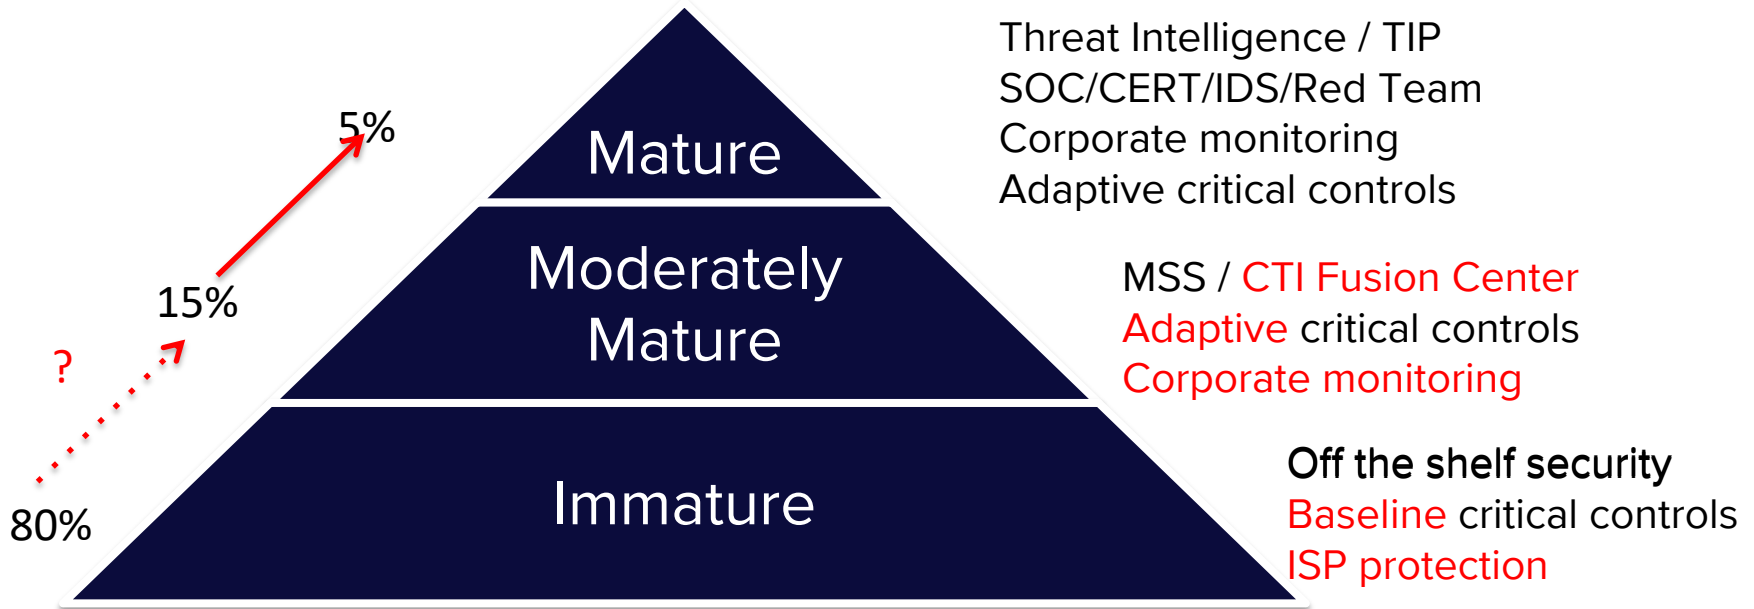 Threat Intelligence / TIP
SOC/CERT/IDS/Red Team
Corporate monitoring
Adaptive critical controls
5%
Mature
15%
Moderately
Mature
MSS / CTI Fusion Center
Adaptive critical controls
Corporate monitoring
?
80%
Immature
Off the shelf security
Baseline critical controls
ISP protection